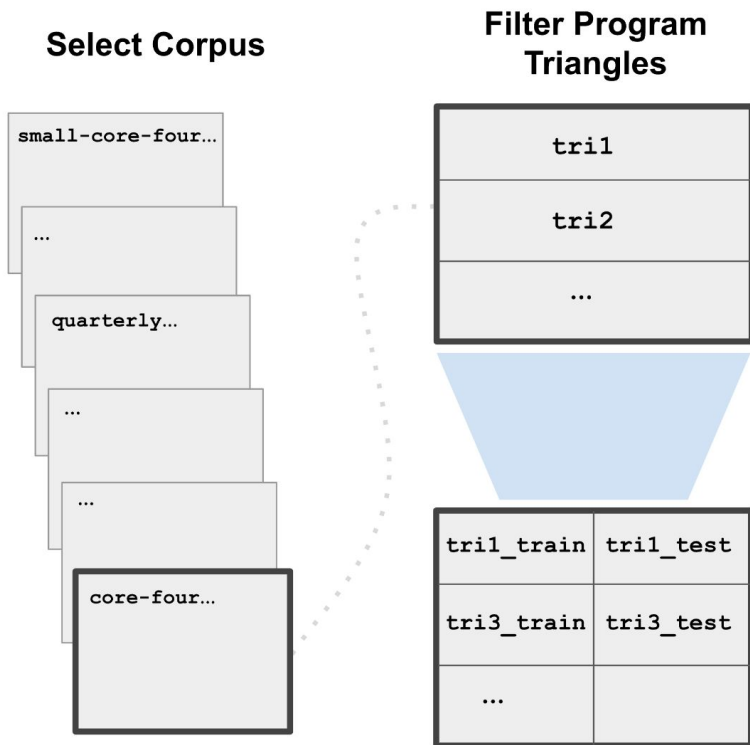 Select Corpus
small-core-four...
...
quarterly...
...
...
core-four...
Filter Program
Triangles
tri1
tri2
...
tri1_train tri1_test
tri3_train tri3_test
...